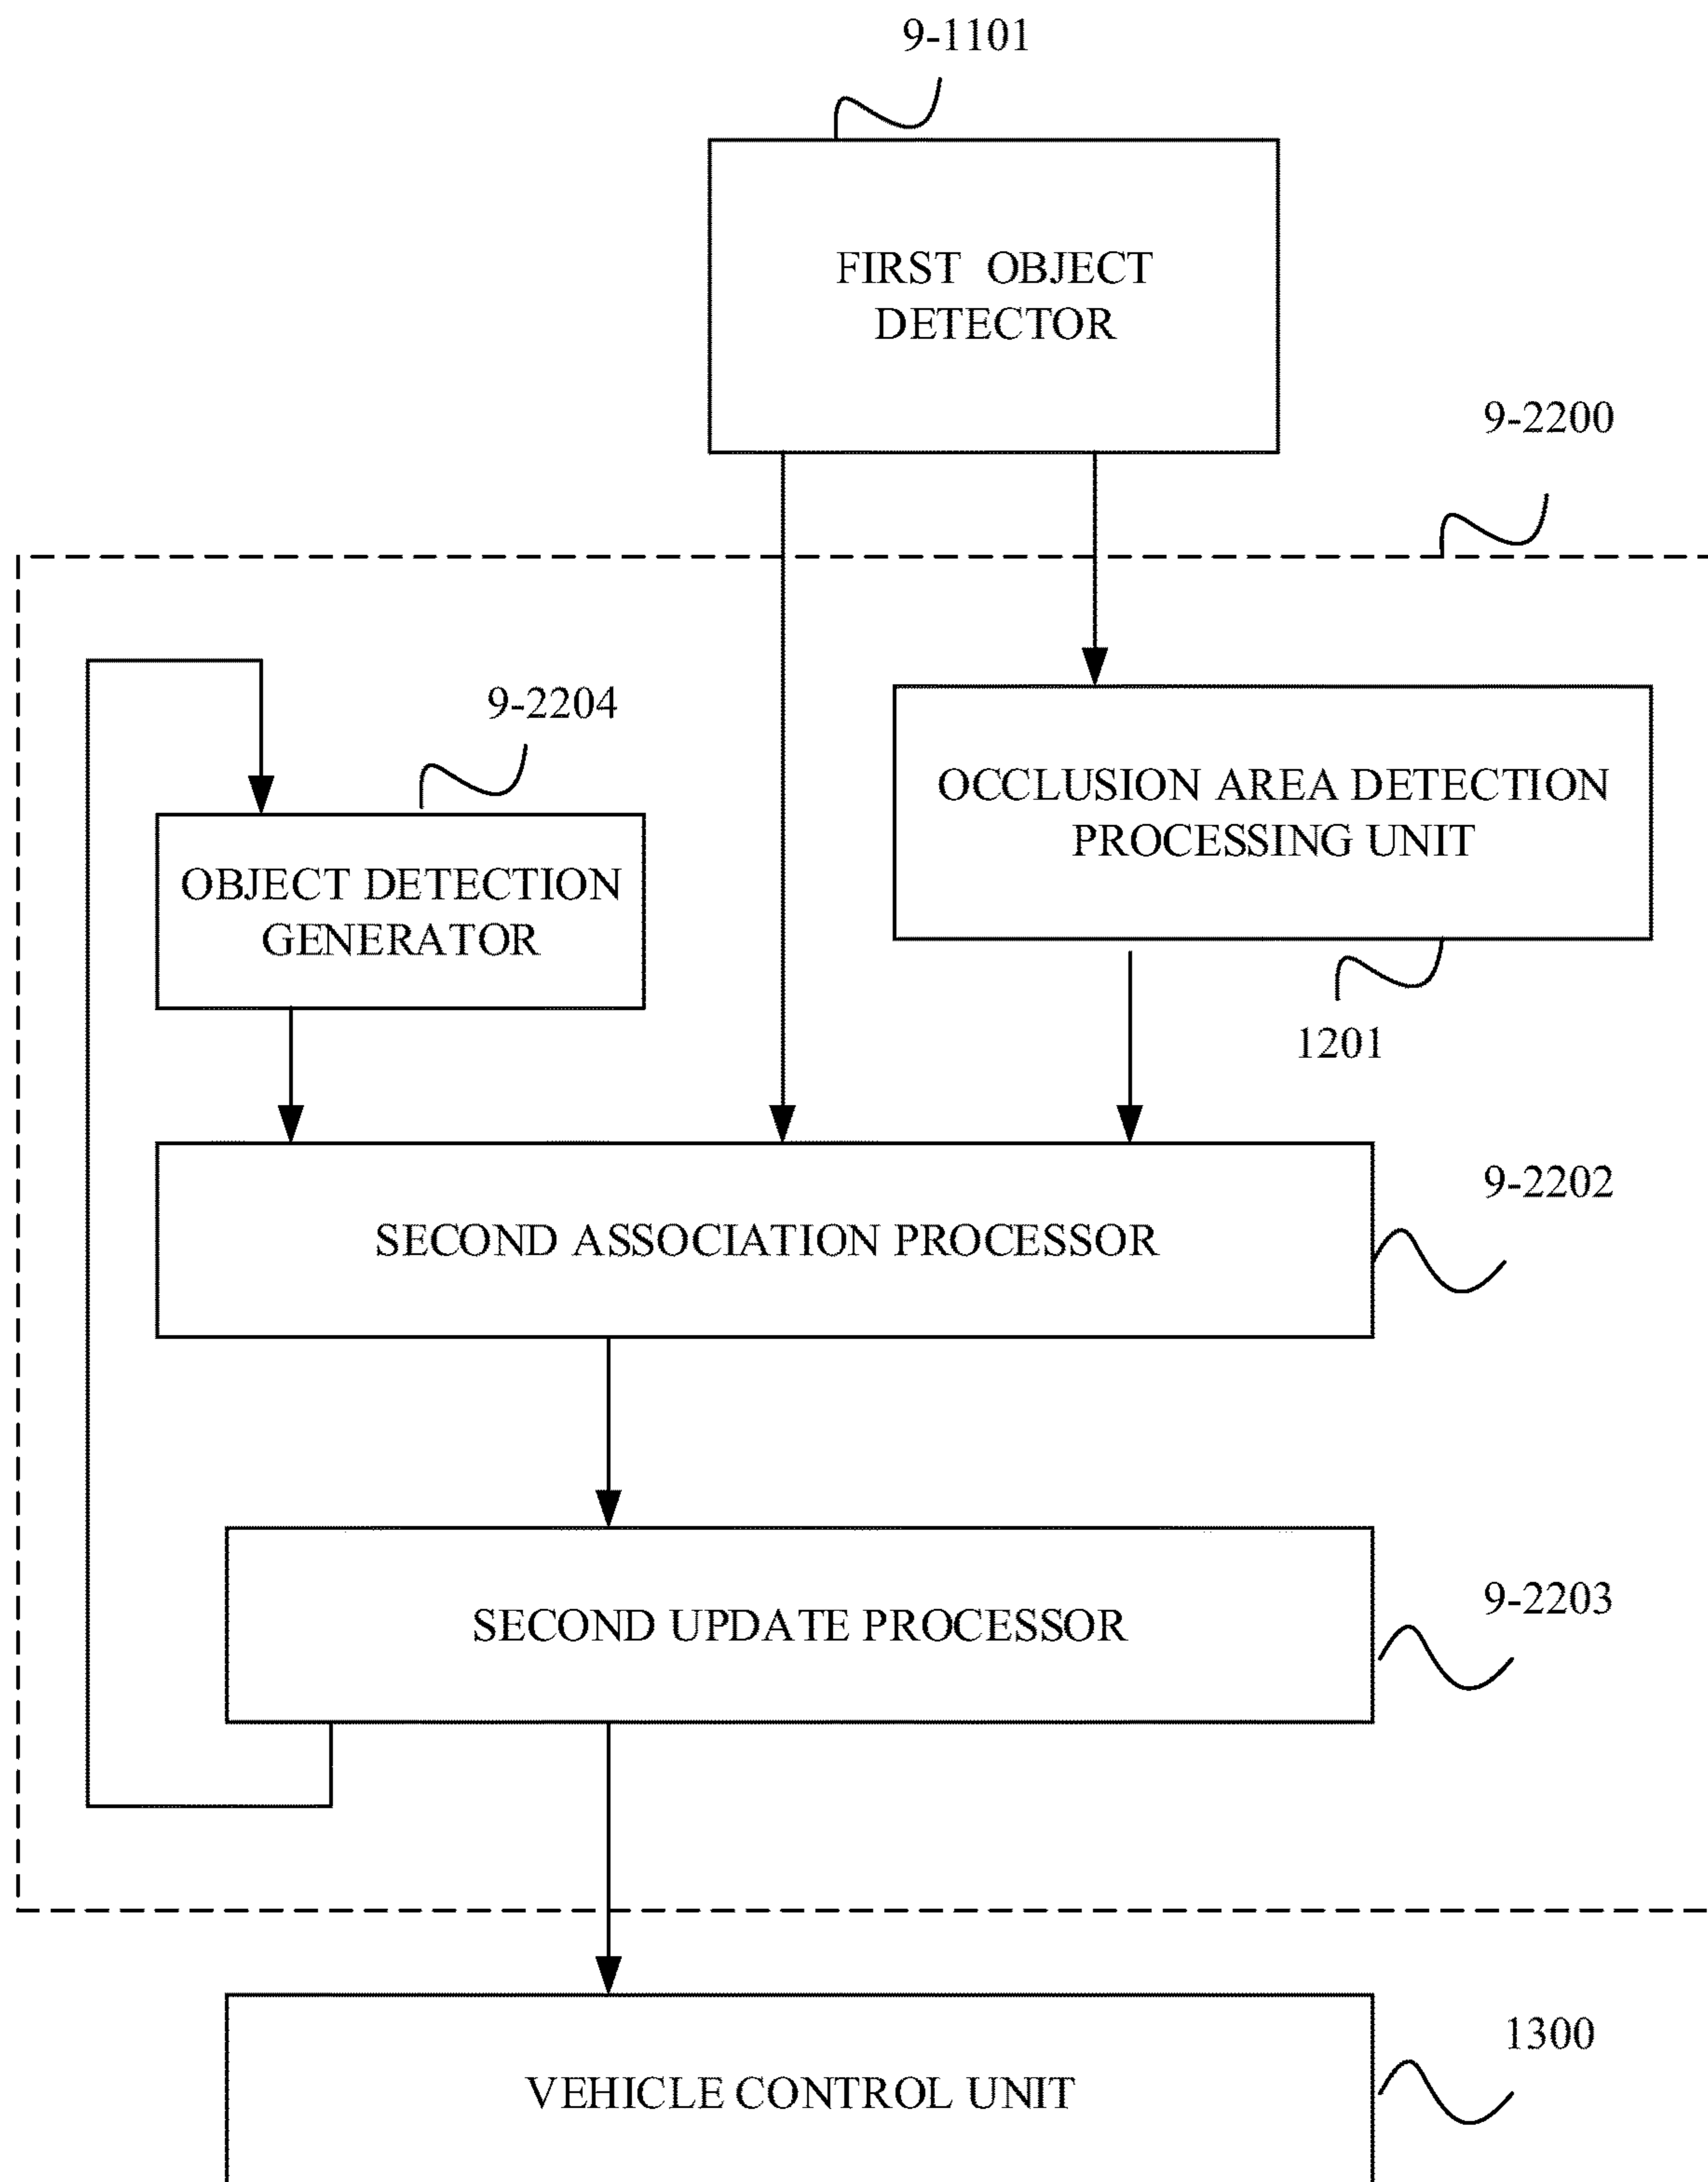 9-1101
FIRST OBJECT
DETECTOR
9-2200
9-2204
OCCLUSION AREA DETECTION
PROCESSING UNIT
OBJECT DETECTION
GENERATOR
1201
9-2202
SECOND ASSOCIATION PROCESSOR
9-2203
SECOND UPDATE PROCESSOR
1300
VEHICLE CONTROL UNIT